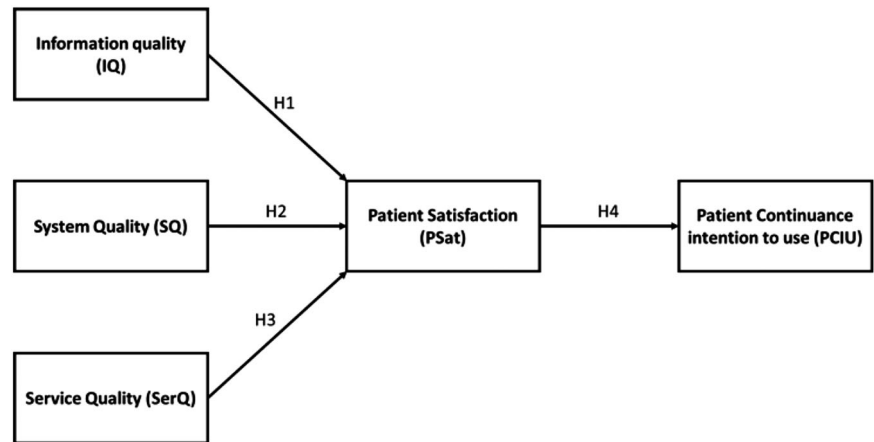 Information quality
(IQ)
H1
System Quality (SQ)
H2
Patient Satisfaction
(PSat)
H4
Patient Continuance
intention to use (PCIU)
H3
Service Quality (SerQ)